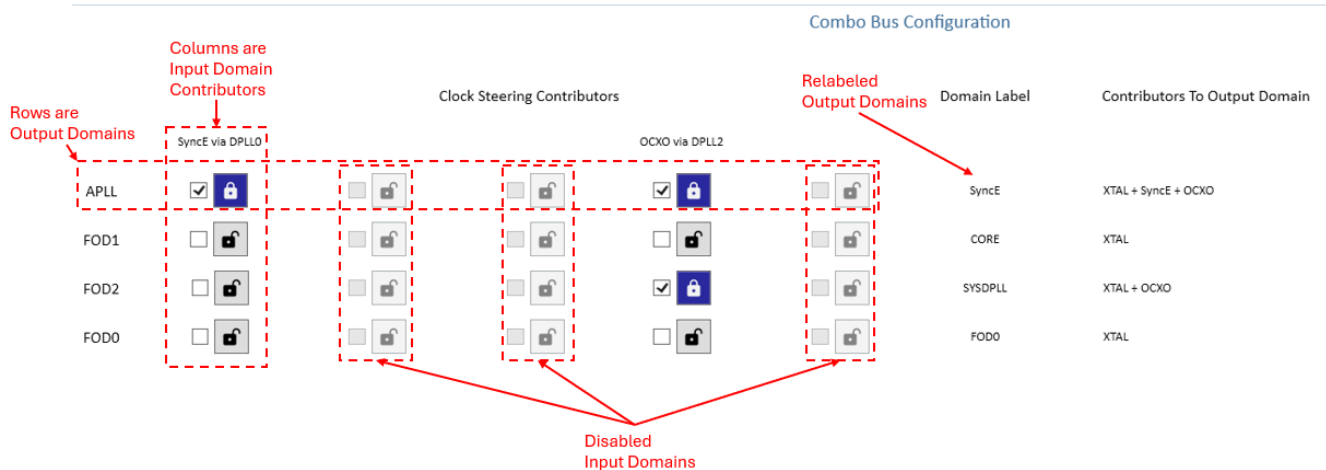 Combo Bus Configuration
Columns are
Input Domain
Contributors
Relabeled
Output Domains
Rows are
Output Domains
Clock Steering Contributors
Domain Label
Contributors To Output Domain
SyncE via DPLL0
OCXO via DPLL2
APLL
SyncE
XTAL + SyncE + OCXO
FOD1
CORE
XTAL
FOD2
SYSDPLL
XTAL + OCXO
FOD0
FOD0
XTAL
Disabled
Input Domains